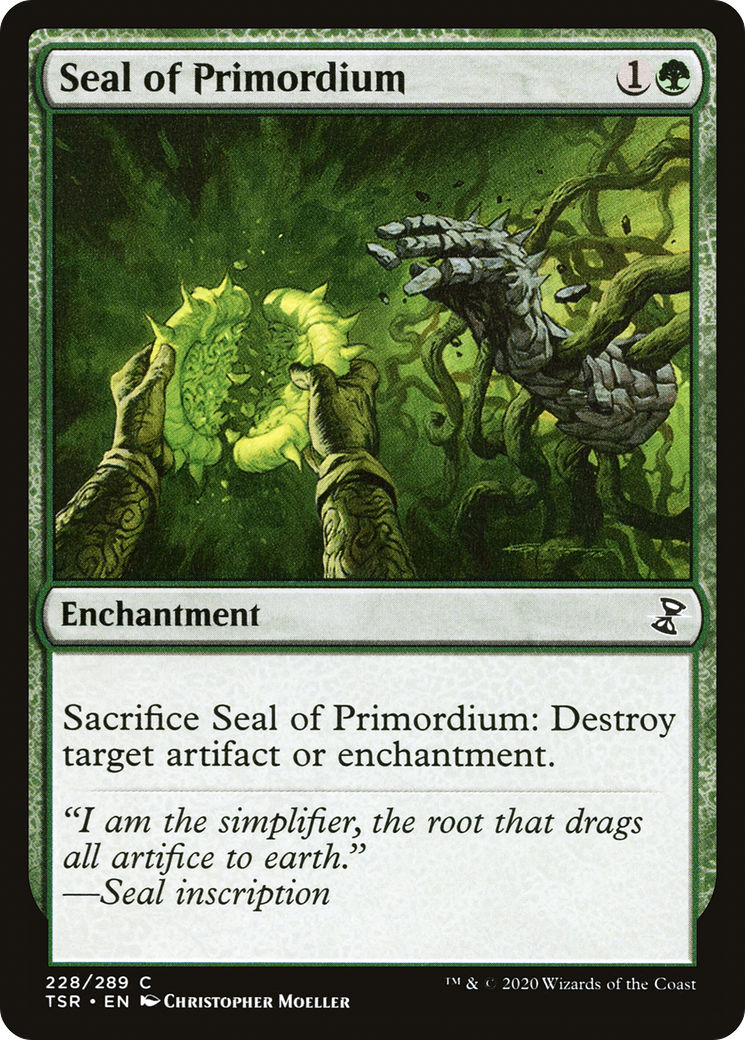 Seal of Primordium
1
Enchantment
Sacrifice Seal of Primordium: Destroy
target artifact or enchantment.
“I am the simplifier, the root that drags
all artifice to earth.”
—Seal inscription
228/289 C
TSR • EN Christopher Moeller
™ & © 2020 Wizards of the Coast